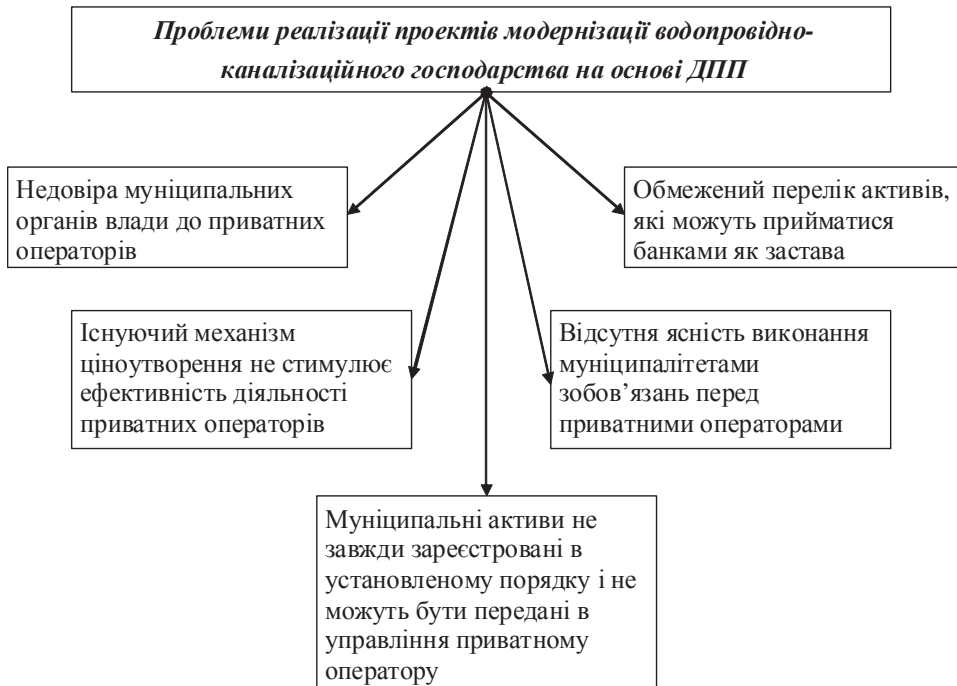 Проблеми реалізації проектів модернізації водопровідно-
каналізаційного господарства на основі ДПП
Недовіра муніципальних
органів влади до приватних
операторів
Обмежений перелік активів,
які можуть прийматися
банками як застава
Існуючий механізм
ціноутворення не стимулює
ефективність діяльності
приватних операторів
Відсутня ясність виконання
муніципалітетами
зобов’язань перед
приватними операторами
Муніципальні активи не
завжди зареєстровані в
установленому порядку і не
можуть бути передані в
управління приватному
оператору